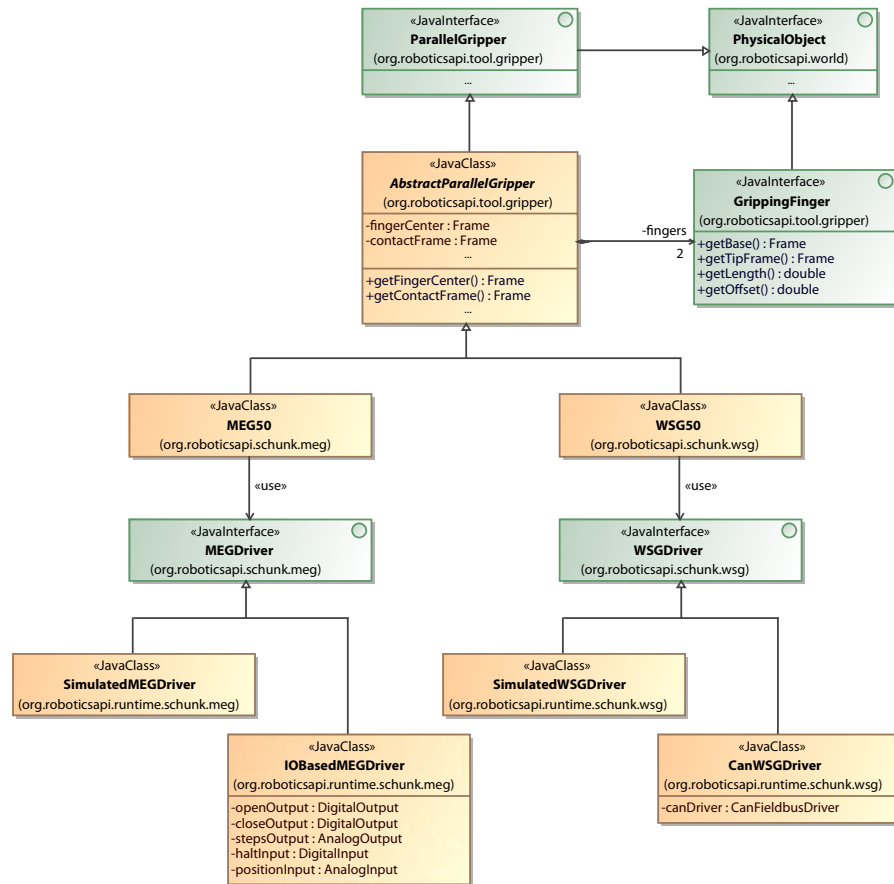 «JavaInterface»
ParallelGripper
(org.roboticsapi.tool.gripper)
...
«JavaInterface»
PhysicalObject
(org.roboticsapi.world)
...
«JavaClass»
AbstractParallelGripper
(org.roboticsapi.tool.gripper)
-fingerCenter : Frame
-contactFrame : Frame
...
+getFingerCenter() : Frame
+getContactFrame() : Frame
...
-fingers
2
«JavaInterface»
GrippingFinger
(org.roboticsapi.tool.gripper)
+getBase() : Frame
+getTipFrame() : Frame
+getLength() : double
+getOffset() : double
«JavaClass»
MEG50
(org.roboticsapi.schunk.meg)
«JavaClass»
WSG50
(org.roboticsapi.schunk.wsg)
«use»
«use»
«JavaInterface»
MEGDriver
(org.roboticsapi.schunk.meg)
«JavaInterface»
WSGDriver
(org.roboticsapi.schunk.wsg)
«JavaClass»
SimulatedMEGDriver
(org.roboticsapi.runtime.schunk.meg)
«JavaClass»
SimulatedWSGDriver
(org.roboticsapi.runtime.schunk.wsg)
«JavaClass»
IOBasedMEGDriver
(org.roboticsapi.runtime.schunk.meg)
-openOutput : DigitalOutput
-closeOutput : DigitalOutput
-stepsOutput : AnalogOutput
-haltInput : DigitalInput
-positionInput : AnalogInput
«JavaClass»
CanWSGDriver
(org.roboticsapi.runtime.schunk.wsg)
-canDriver : CanFieldbusDriver